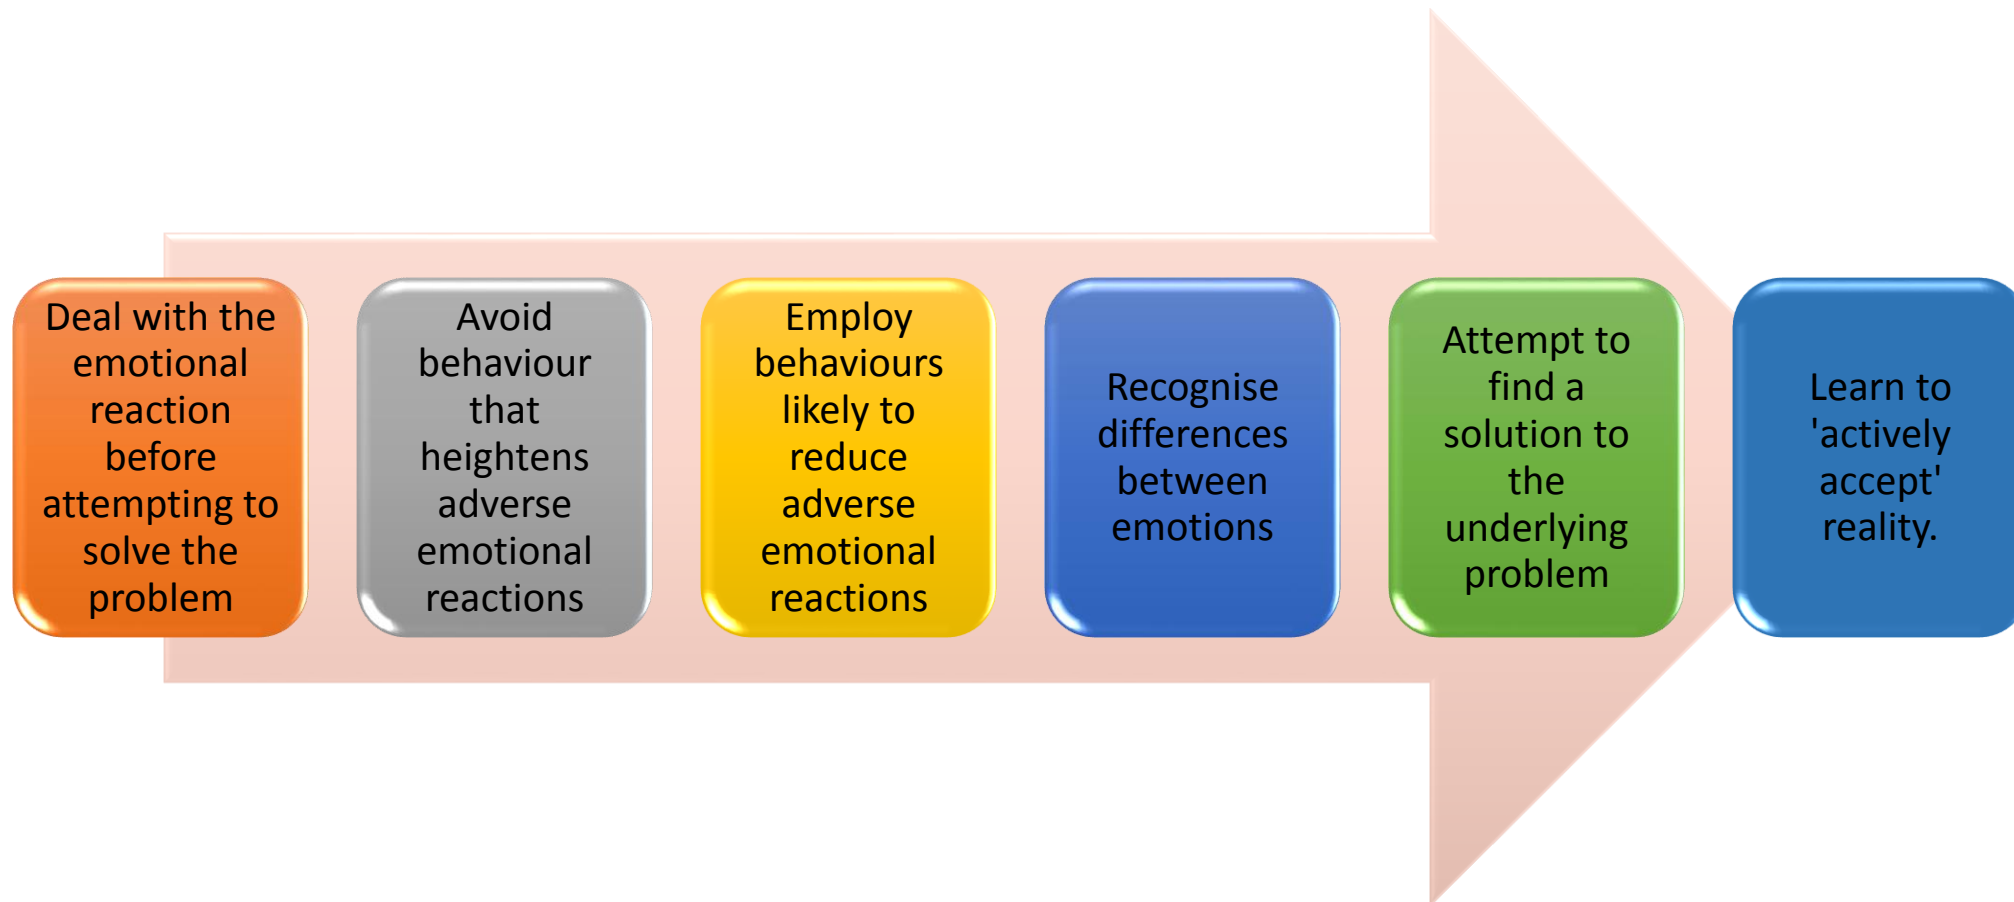 Deal with the
emotional
reaction
before
attempting to
solve the
problem
Avoid
behaviour
that
heightens
adverse
emotional
reactions
Employ
behaviours
likely to
reduce
adverse
emotional
reactions
Recognise
differences
between
emotions
Attempt to
find a
solution to
the
underlying
problem
Learn to
'actively
accept'
reality.